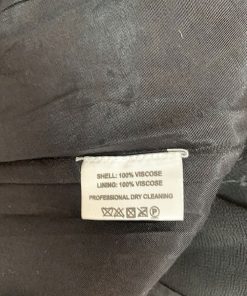 SHELL: 100% VISCOSE
LINING: 100% VISCOSE
PROFESSIONAL DRY CLEANING
P